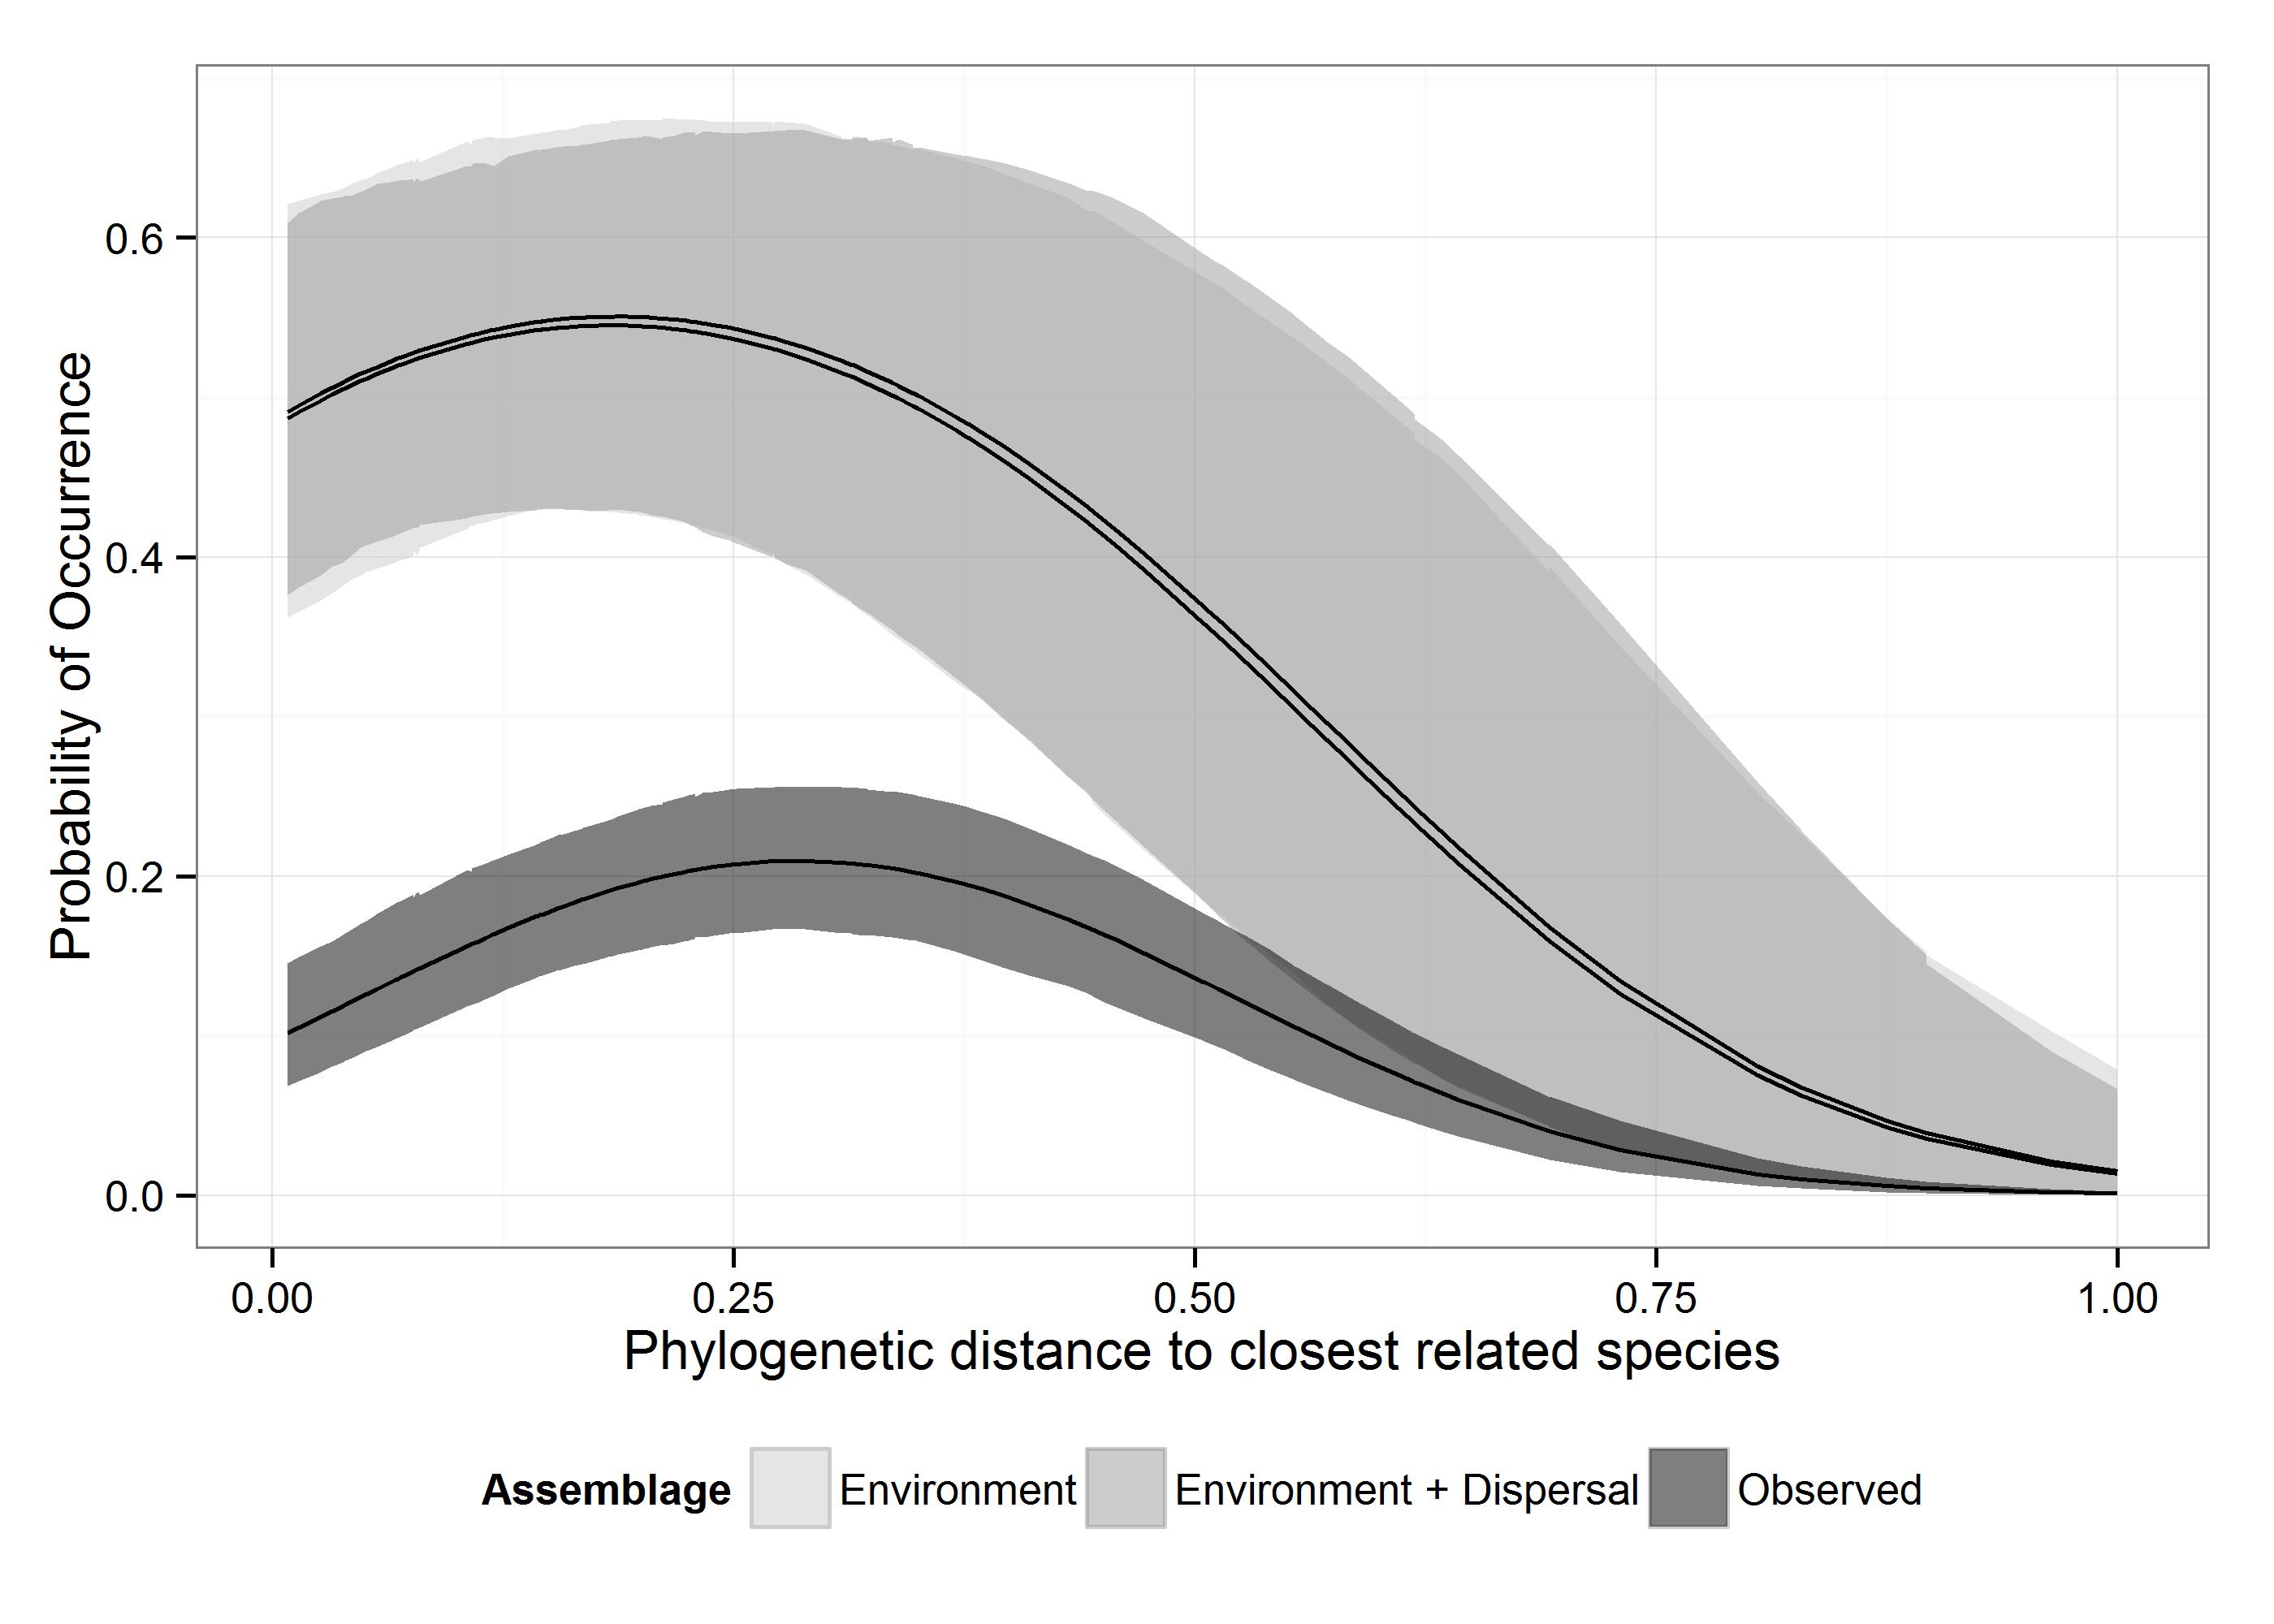 Probability of Occurrence
0.6
0.4
0.2
0.0
0.00 0.25 0.50 0.75 1.00
Phylogenetic distance to closest related species
Assemblage Environment Environment + Dispersal Observed